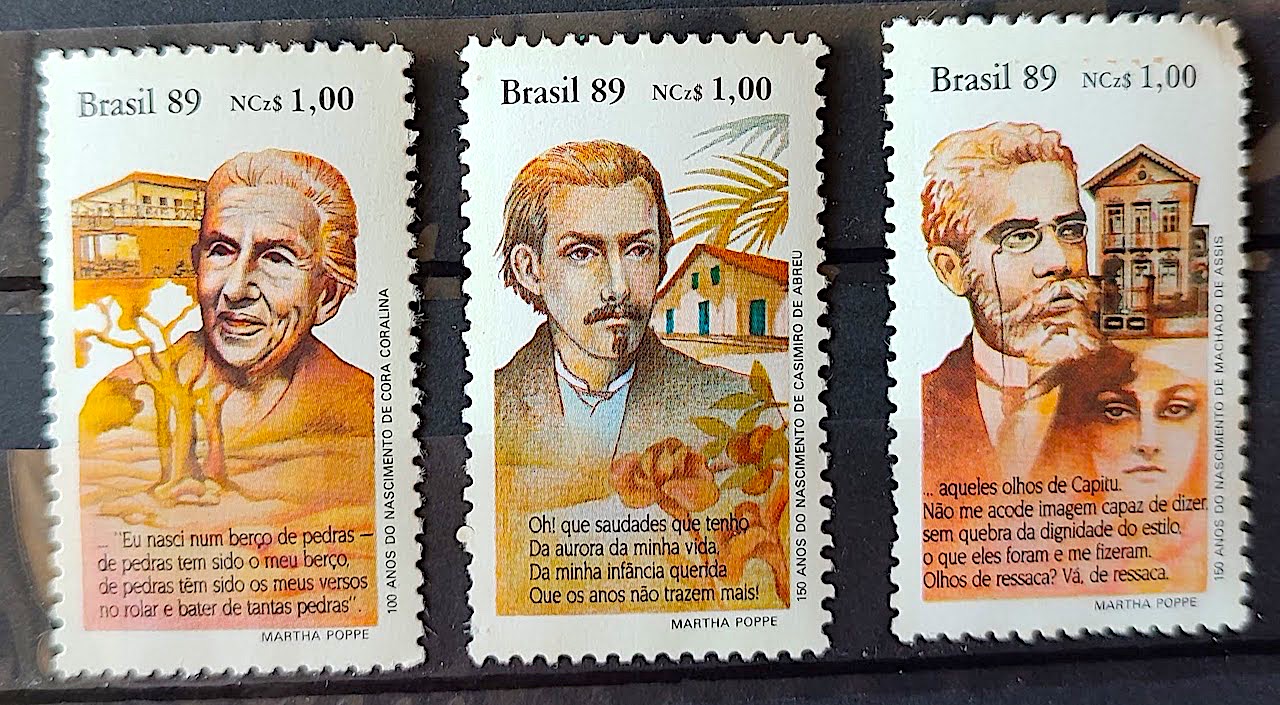 Brasil 89 NCz$ 1,00
... "Eu nasci num berço de pedras –
de pedras tem sido o meu berço,
de pedras têm sido os meus versos
no rolar e bater de tantas pedras".
100 ANOS DO NASCIMENTO DE CORA CORALINA
MARTHA POPPE
Brasil 89 NCz$ 1,00
Oh! que saudades que tenho
Da aurora da minha vida,
Da minha infância querida
Que os anos não trazem mais!
150 ANOS DO NASCIMENTO DE CASIMIRO DE ABREU
MARTHA POPPE
Brasil 89 NCz$ 1,00
... aqueles olhos de Capitu.
Não me acode imagem capaz de dizer,
sem quebra da dignidade do estilo,
o que eles foram e me fizeram.
Olhos de ressaca? Vá, de ressaca.
150 ANOS DO NASCIMENTO DE MACHADO DE ASSIS
MARTHA POPPE